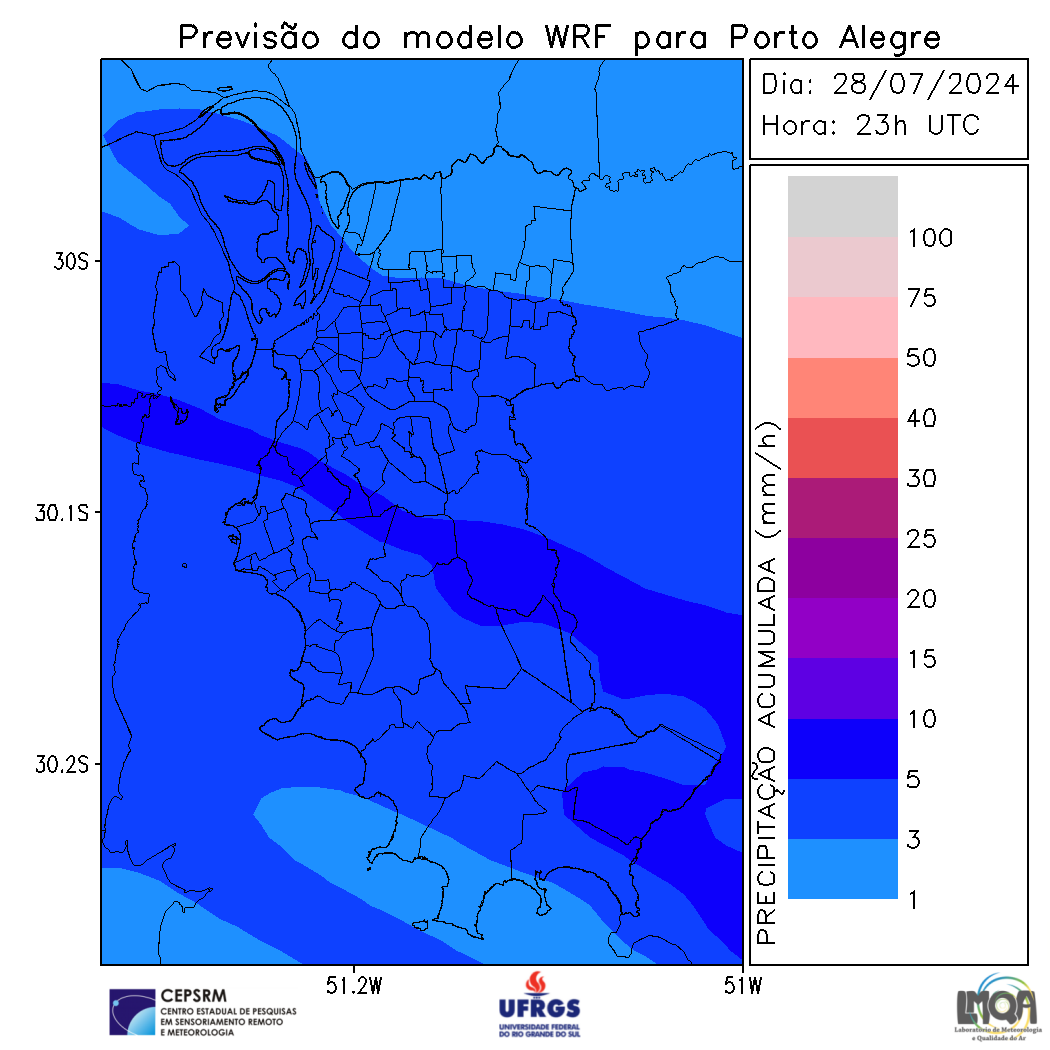 Previsão do modelo WRF para Porto Alegre
Dia: 28/07/2024
Hora: 23h UTC
30S
30.1S
30.2S
51.2W
51W
PRECIPITAÇÃO ACUMULADA (mm/h)
100
75
50
40
30
25
20
15
10
5
3
1
CEPSRM
CENTRO ESTADUAL DE PESQUISAS
EM SENSORIAMENTO REMOTO
E METEOROLOGIA
UFRGS
UNIVERSIDADE FEDERAL
DO RIO GRANDE DO SUL
LMQA
Laboratório de Meteorologia
e Qualidade do Ar